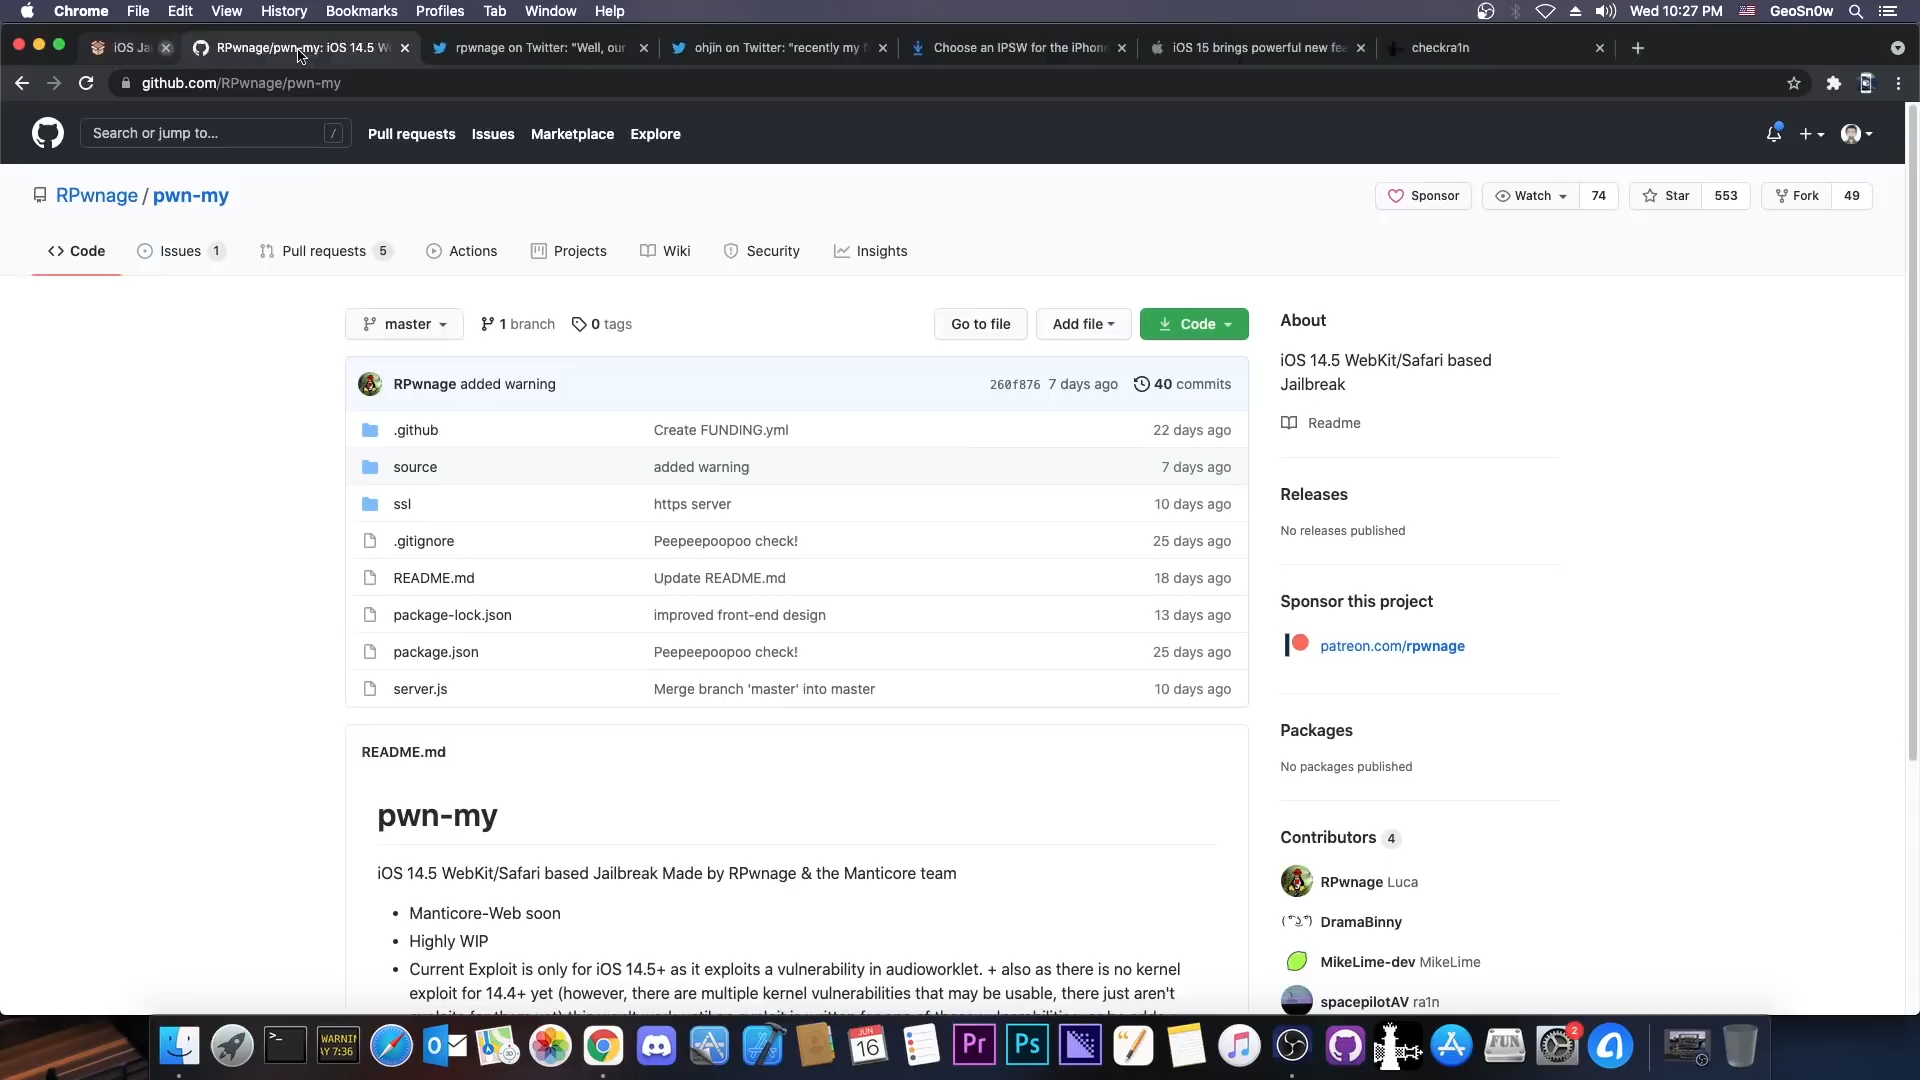 Chrome File Edit View History Bookmarks Profiles Tab Window Help Wed 10:27 PM GeoSn0w
iOS Ja RPwnage/pwn-my: iOS 14.5 W rpwnage on Twitter: "Well, our ohjin on Twitter: "recently my f Choose an IPSW for the iPhone iOS 15 brings powerful new fea checkra1n
github.com/RPwnage/pwn-my
Search or jump to... / Pull requests Issues Marketplace Explore
RPwnage / pwn-my Sponsor Watch 74 Star 553 Fork 49
Code Issues 1 Pull requests 5 Actions Projects Wiki Security Insights
master 1 branch 0 tags Go to file Add file Code
RPwnage added warning 260f876 7 days ago 40 commits
.github Create FUNDING.yml 22 days ago
source added warning 7 days ago
ssl https server 10 days ago
.gitignore Peepeepoopoo check! 25 days ago
README.md Update README.md 18 days ago
package-lock.json improved front-end design 13 days ago
package.json Peepeepoopoo check! 25 days ago
server.js Merge branch 'master' into master 10 days ago
README.md
pwn-my
iOS 14.5 WebKit/Safari based Jailbreak Made by RPwnage & the Manticore team
• Manticore-Web soon
• Highly WIP
• Current Exploit is only for iOS 14.5+ as it exploits a vulnerability in audioworklet. + also as there is no kernel
exploit for 14.4+ yet (however, there are multiple kernel vulnerabilities that may be usable, there just aren't
About
iOS 14.5 WebKit/Safari based
Jailbreak
Readme
Releases
No releases published
Sponsor this project
patreon.com/rpwnage
Packages
No packages published
Contributors 4
RPwnage Luca
DramaBinny
MikeLime-dev MikeLime
spacepilotAV ra1n
WARNIN
AY 7:36
JUN
16
Pr
Ps
FUN
2